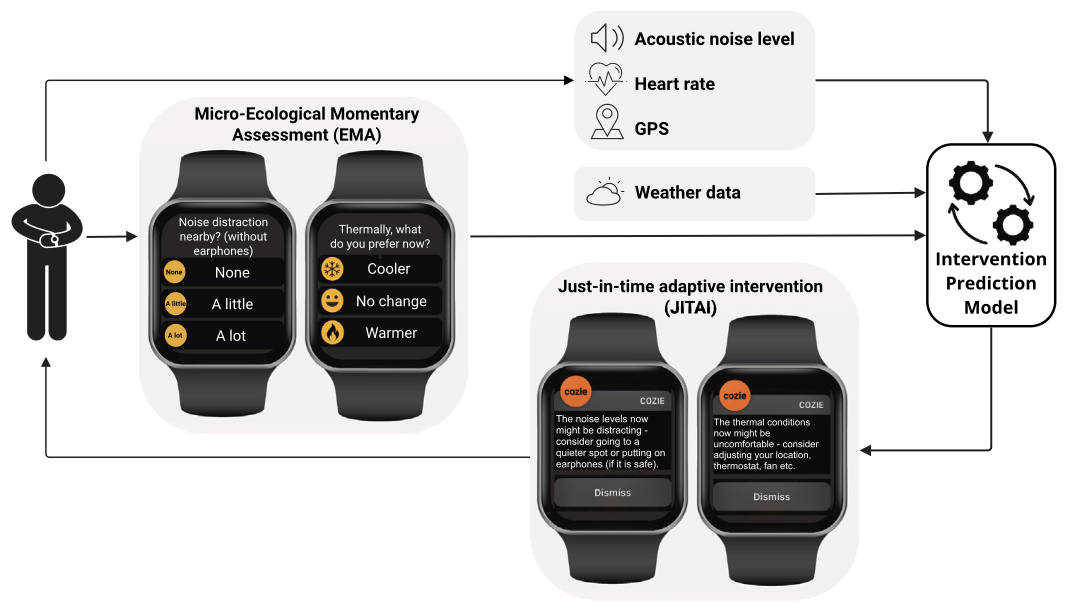 Acoustic noise level
Heart rate
GPS
Weather data
Micro-Ecological Momentary
Assessment (EMA)
Noise distraction
nearby? (without
earphones)
None
None
A little
A little
A lot
A lot
Thermally, what
do you prefer now?
Cooler
No change
Warmer
Intervention
Prediction
Model
Just-in-time adaptive intervention
(JITAI)
cozie
COZIE
The noise levels now
might be distracting -
consider going to a
quieter spot or putting on
earphones (if it is safe).
Dismiss
cozie
COZIE
The thermal conditions
now might be
uncomfortable - consider
adjusting your location,
thermostat, fan etc.
Dismiss